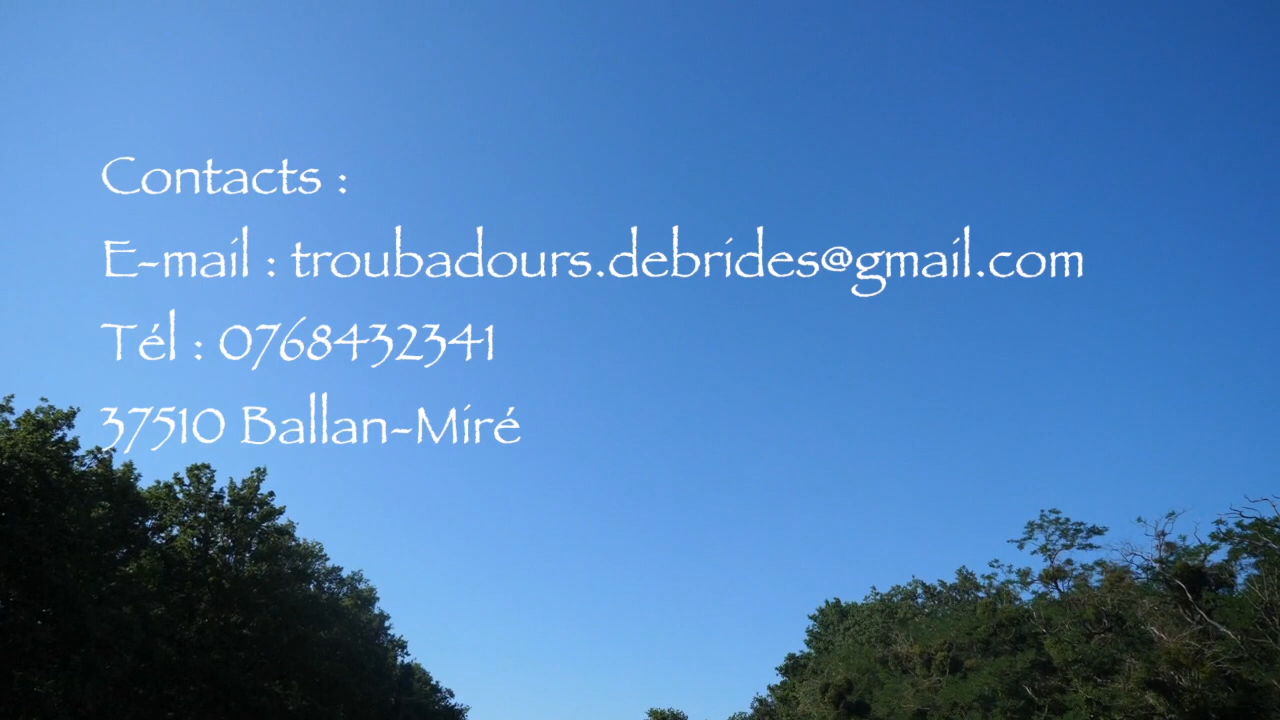 Contacts :
E-mail : troubadours.debrides@gmail.com
Tél : 0768432341
37510 Ballan-Miré